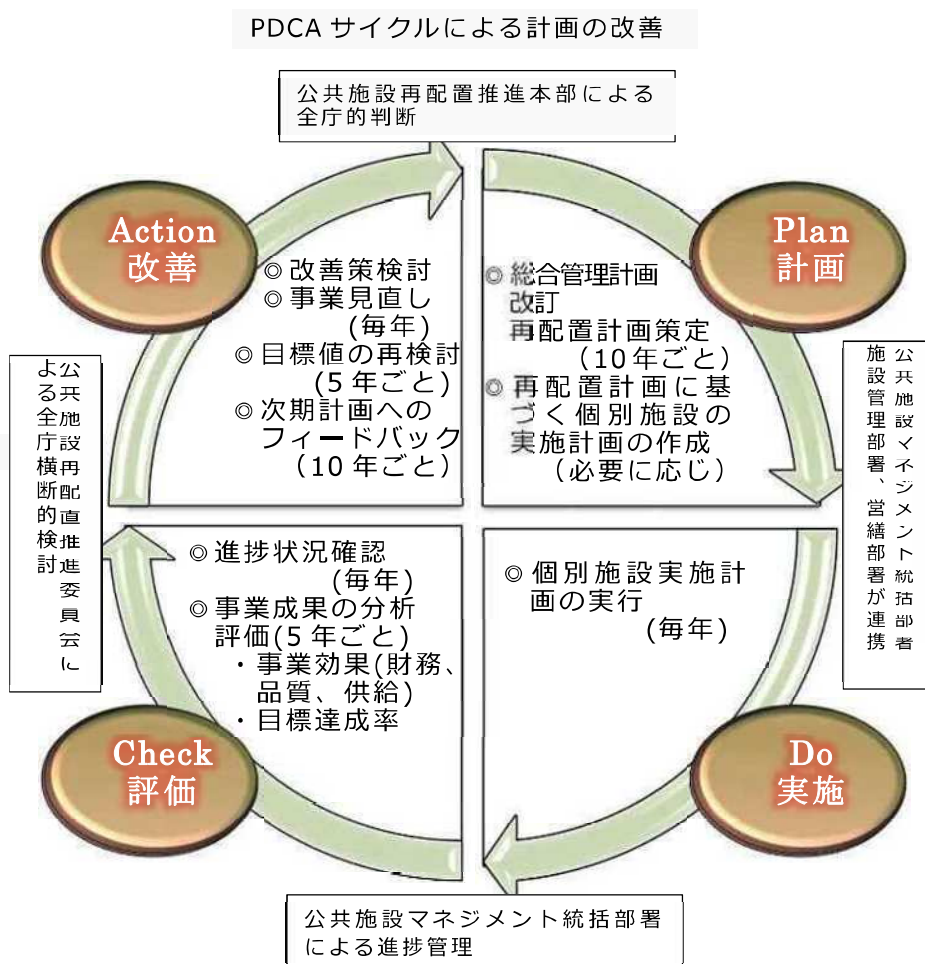 PDCA サイクルによる計画の改善
公共施設再配置推進本部による
全庁的判断
Action
改善
◎改善策検討
◎事業見直し
(毎年)
◎目標値の再検討
(5年ごと)
◎次期計画への
フィードバック
(10年ごと)
Plan
計画
◎総合管理計画
改訂
再配置計画策定
(10年ごと)
◎再配置計画に基
づく個別施設の
実施計画の作成
(必要に応じ)
公共施設再配直推進委員会に
よる全庁横断的検討
公共施設マネジメント統括部署
施設管理部署、営繕部署が連携
◎進捗状況確認
(毎年)
◎事業成果の分析
評価(5年ごと)
・事業効果(財務、
品質、供給)
・目標達成率
Check
評価
◎個別施設実施計
画の実行
(毎年)
Do
実施
公共施設マネジメント統括部署
による進捗管理